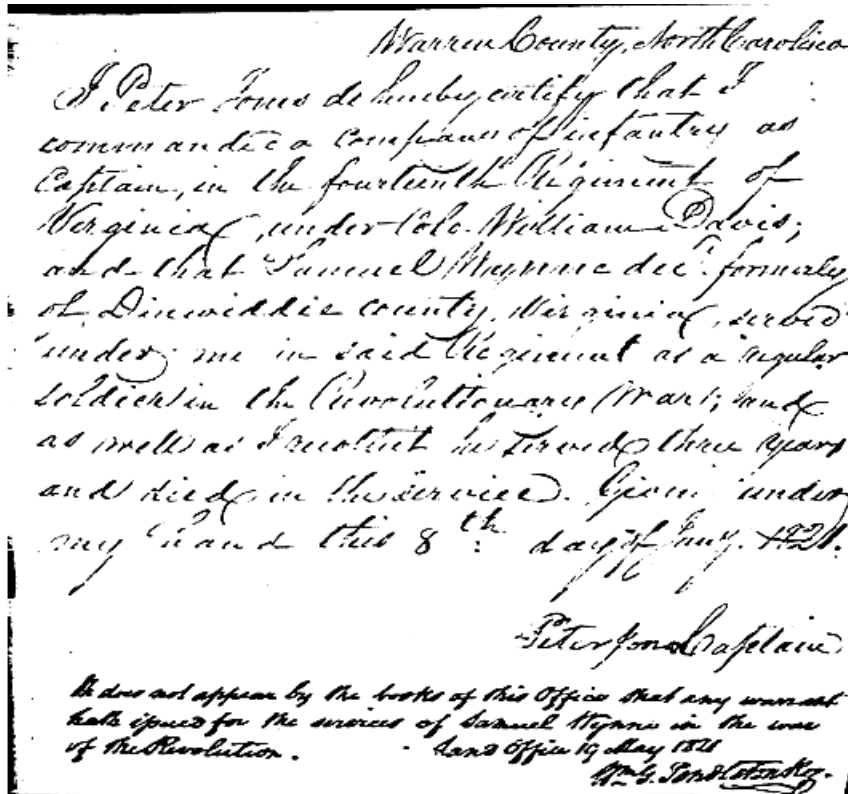 Warren County, North Carolina
I Peter Jones do hereby certify that I
commanded a company of infantry as
Captain, in the fourteenth Regiment of
Virginia, under Colo. William Davis;
and that Samuel Wynne decd. formerly
of Dinwiddie county, Virginia, served
under me in said Regiment as a regular
soldier in the Revolutionary War; and
as well as I recollect he served three years
and died in the service. Given under
my hand this 8th day of Jany. 1821.
Peter Jones Captain
It does not appear by the books of this Office that any warrant
hath issued for the services of Samuel Wynne in the war
of the Revolution. Land Office 19 May 1821
Wm. G. Pendleton Reg.